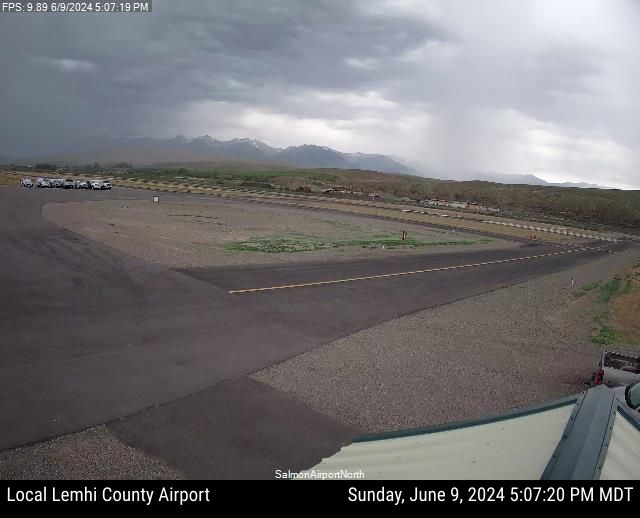 FPS: 9.89 6/9/2024 5:07:19 PM
SalmonAirportNorth
Local Lemhi County Airport Sunday, June 9, 2024 5:07:20 PM MDT